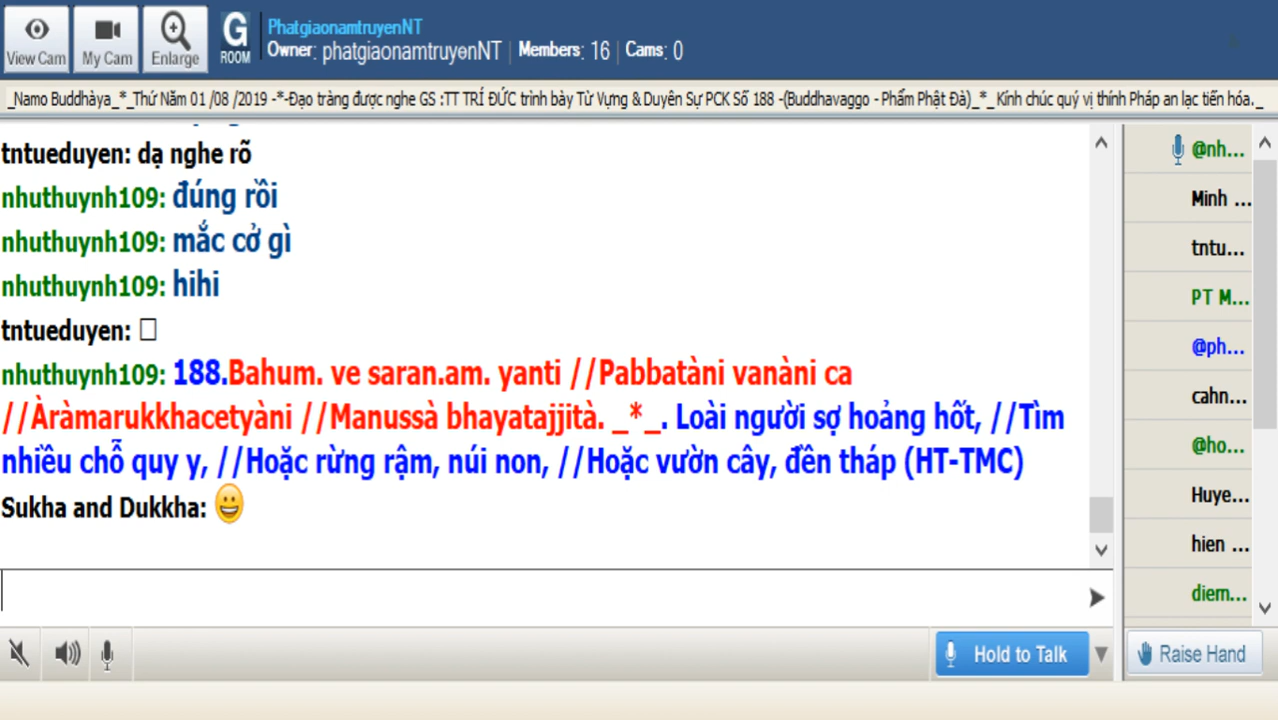 View Cam
My Cam
Enlarge
G ROOM
PhatgiaonamtruyenNT
Owner: phatgiaonamtruyenNT | Members: 16 | Cams: 0
_Namo Buddhàya_*_Thứ Năm 01 /08 /2019 -*-Đạo tràng được nghe GS :TT TRÍ ĐỨC trình bày Từ Vựng & Duyên Sự PCK Số 188 -(Buddhavaggo - Phẩm Phật Đà)_*_ Kính chúc quý vị thính Pháp an lạc tiến hóa._
tntueduyen: dạ nghe rõ
nhuthuynh109: đúng rồi
nhuthuynh109: mắc cở gì
nhuthuynh109: hihi
tntueduyen:
nhuthuynh109: 188.Bahum. ve saran.am. yanti //Pabbatàni vanàni ca
//Àràmarukkhacetyàni //Manussà bhayatajjità. _*_. Loài người sợ hoảng hốt, //Tìm
nhiều chỗ quy y, //Hoặc rừng rậm, núi non, //Hoặc vườn cây, đền tháp (HT-TMC)
Sukha and Dukkha:
@nh...
Minh ...
tntu...
PT M...
@ph...
cahn...
@ho...
Huye...
hien ...
diem...
Hold to Talk
Raise Hand